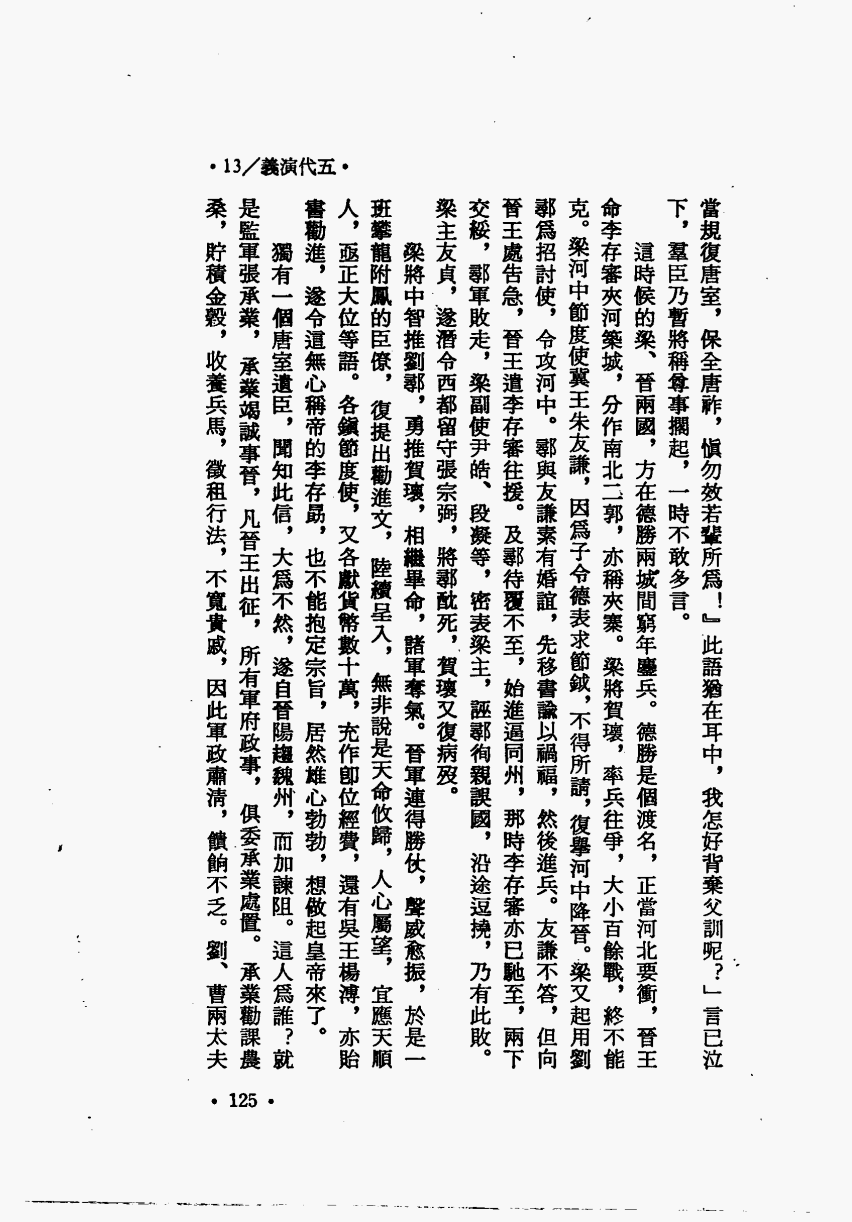 •13／義演代五•
當規復唐室，保全唐祚，愼勿效若輩所爲！』此語猶在耳中，我怎好背棄父訓呢？」言已泣
下，羣臣乃暫將稱尊事擱起，一時不敢多言。
這時候的梁、晉兩國，方在德勝兩城間窮年鏖兵。德勝是個渡名，正當河北要衝，晉王
命李存審夾河築城，分作南北二郭，亦稱夾寨。梁將賀瓌，率兵往爭，大小百餘戰，終不能
克。梁河中節度使冀王朱友謙，因爲子令德表求節鉞，不得所請，復擧河中降晉。梁又起用劉
鄩爲招討使，令攻河中。鄩與友謙素有婚誼，先移書諭以禍福，然後進兵。友謙不答，但向
晉王處告急，晉王遣李存審往援。及鄩待覆不至，始進逼同州，那時李存審亦已馳至，兩下
交綏，鄩軍敗走，梁副使尹皓、段凝等，密表梁主，誣鄩徇親誤國，沿途逗撓，乃有此敗。
梁主友貞，遂潛令西都留守張宗弼，將鄩酖死，賀瓌又復病歿。
梁將中智推劉鄩，勇推賀瓌，相繼畢命，諸軍奪氣。晉軍連得勝仗，聲威愈振，於是一
班攀龍附鳳的臣僚，復提出勸進文，陸續呈入，無非說是天命攸歸，人心屬望，宜應天順
人，亟正大位等語。各鎭節度使，又各獻貨幣數十萬，充作卽位經費，還有吳王楊溥，亦貽
書勸進，遂令這無心稱帝的李存勗，也不能抱定宗旨，居然雄心勃勃，想做起皇帝來了。
獨有一個唐室遺臣，聞知此信，大爲不然，遂自晉陽趨魏州，而加諫阻。這人爲誰？就
是監軍張承業，承業竭誠事晉，凡晉王出征，所有軍府政事，俱委承業處置。承業勸課農
桑，貯積金穀，收養兵馬，徵租行法，不寬貴戚，因此軍政肅清，饋餉不乏。劉、曹兩太夫
• 125 •